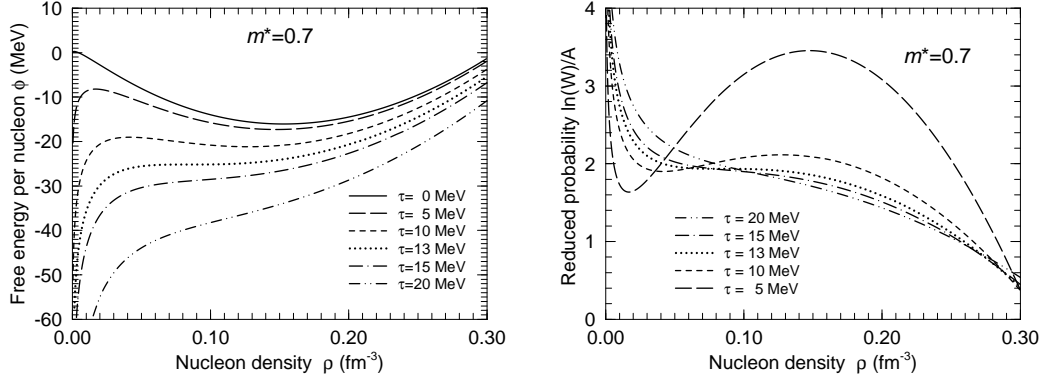 m*=0.7
Free energy per nucleon ϕ (MeV)
10
0
-10
-20
-30
-40
-50
-60
τ= 0 MeV
τ= 5 MeV
τ=10 MeV
τ=13 MeV
τ=15 MeV
τ=20 MeV
0.00 0.10 0.20 0.30
Nucleon density ρ (fm-3)
m*=0.7
Reduced probability ln(W)/A
4
3
2
1
0
τ = 20 MeV
τ = 15 MeV
τ = 13 MeV
τ = 10 MeV
τ = 5 MeV
0.00 0.10 0.20 0.30
Nucleon density ρ (fm-3)